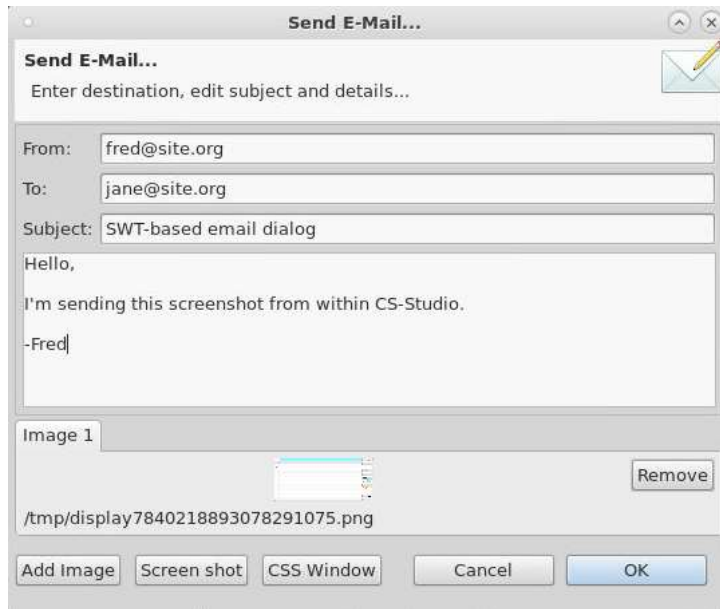 Send E-Mail...
Send E-Mail...
Enter destination, edit subject and details...
From: fred@site.org
To: jane@site.org
Subject: SWT-based email dialog
Hello,
I'm sending this screenshot from within CS-Studio.
-Fred
Image 1
Remove
/tmp/display7840218893078291075.png
Add Image Screen shot CSS Window Cancel OK